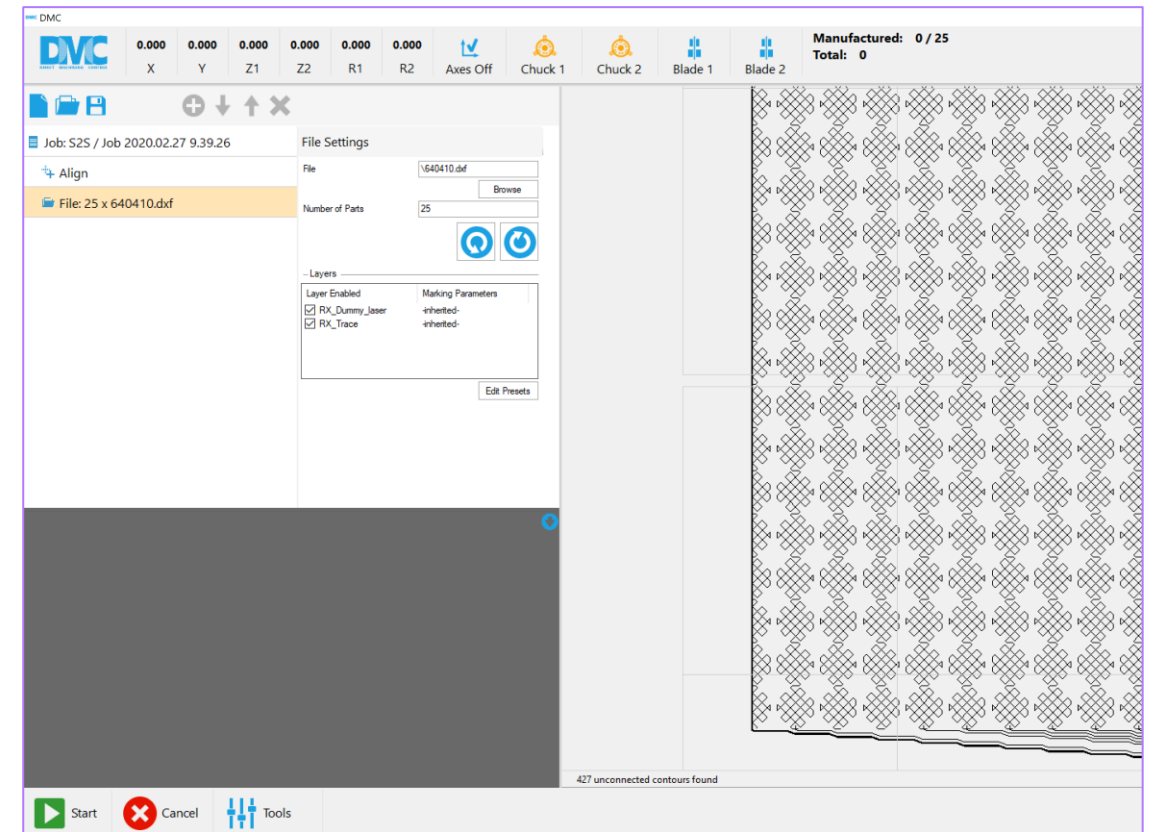 DMC
DMC
DIRECT MACHINING CONTROL
0.000 0.000 0.000 0.000 0.000 0.000
X Y Z1 Z2 R1 R2 Axes Off Chuck 1 Chuck 2 Blade 1 Blade 2
Manufactured: 0 / 25
Total: 0
Job: S2S / Job 2020.02.27 9.39.26
Align
File: 25 x 640410.dxf
File Settings
File \640410.dxf
Browse
Number of Parts 25
Layers
Layer Enabled Marking Parameters
RX_Dummy_laser -inherited-
RX_Trace -inherited-
Edit Presets
427 unconnected contours found
Start Cancel Tools